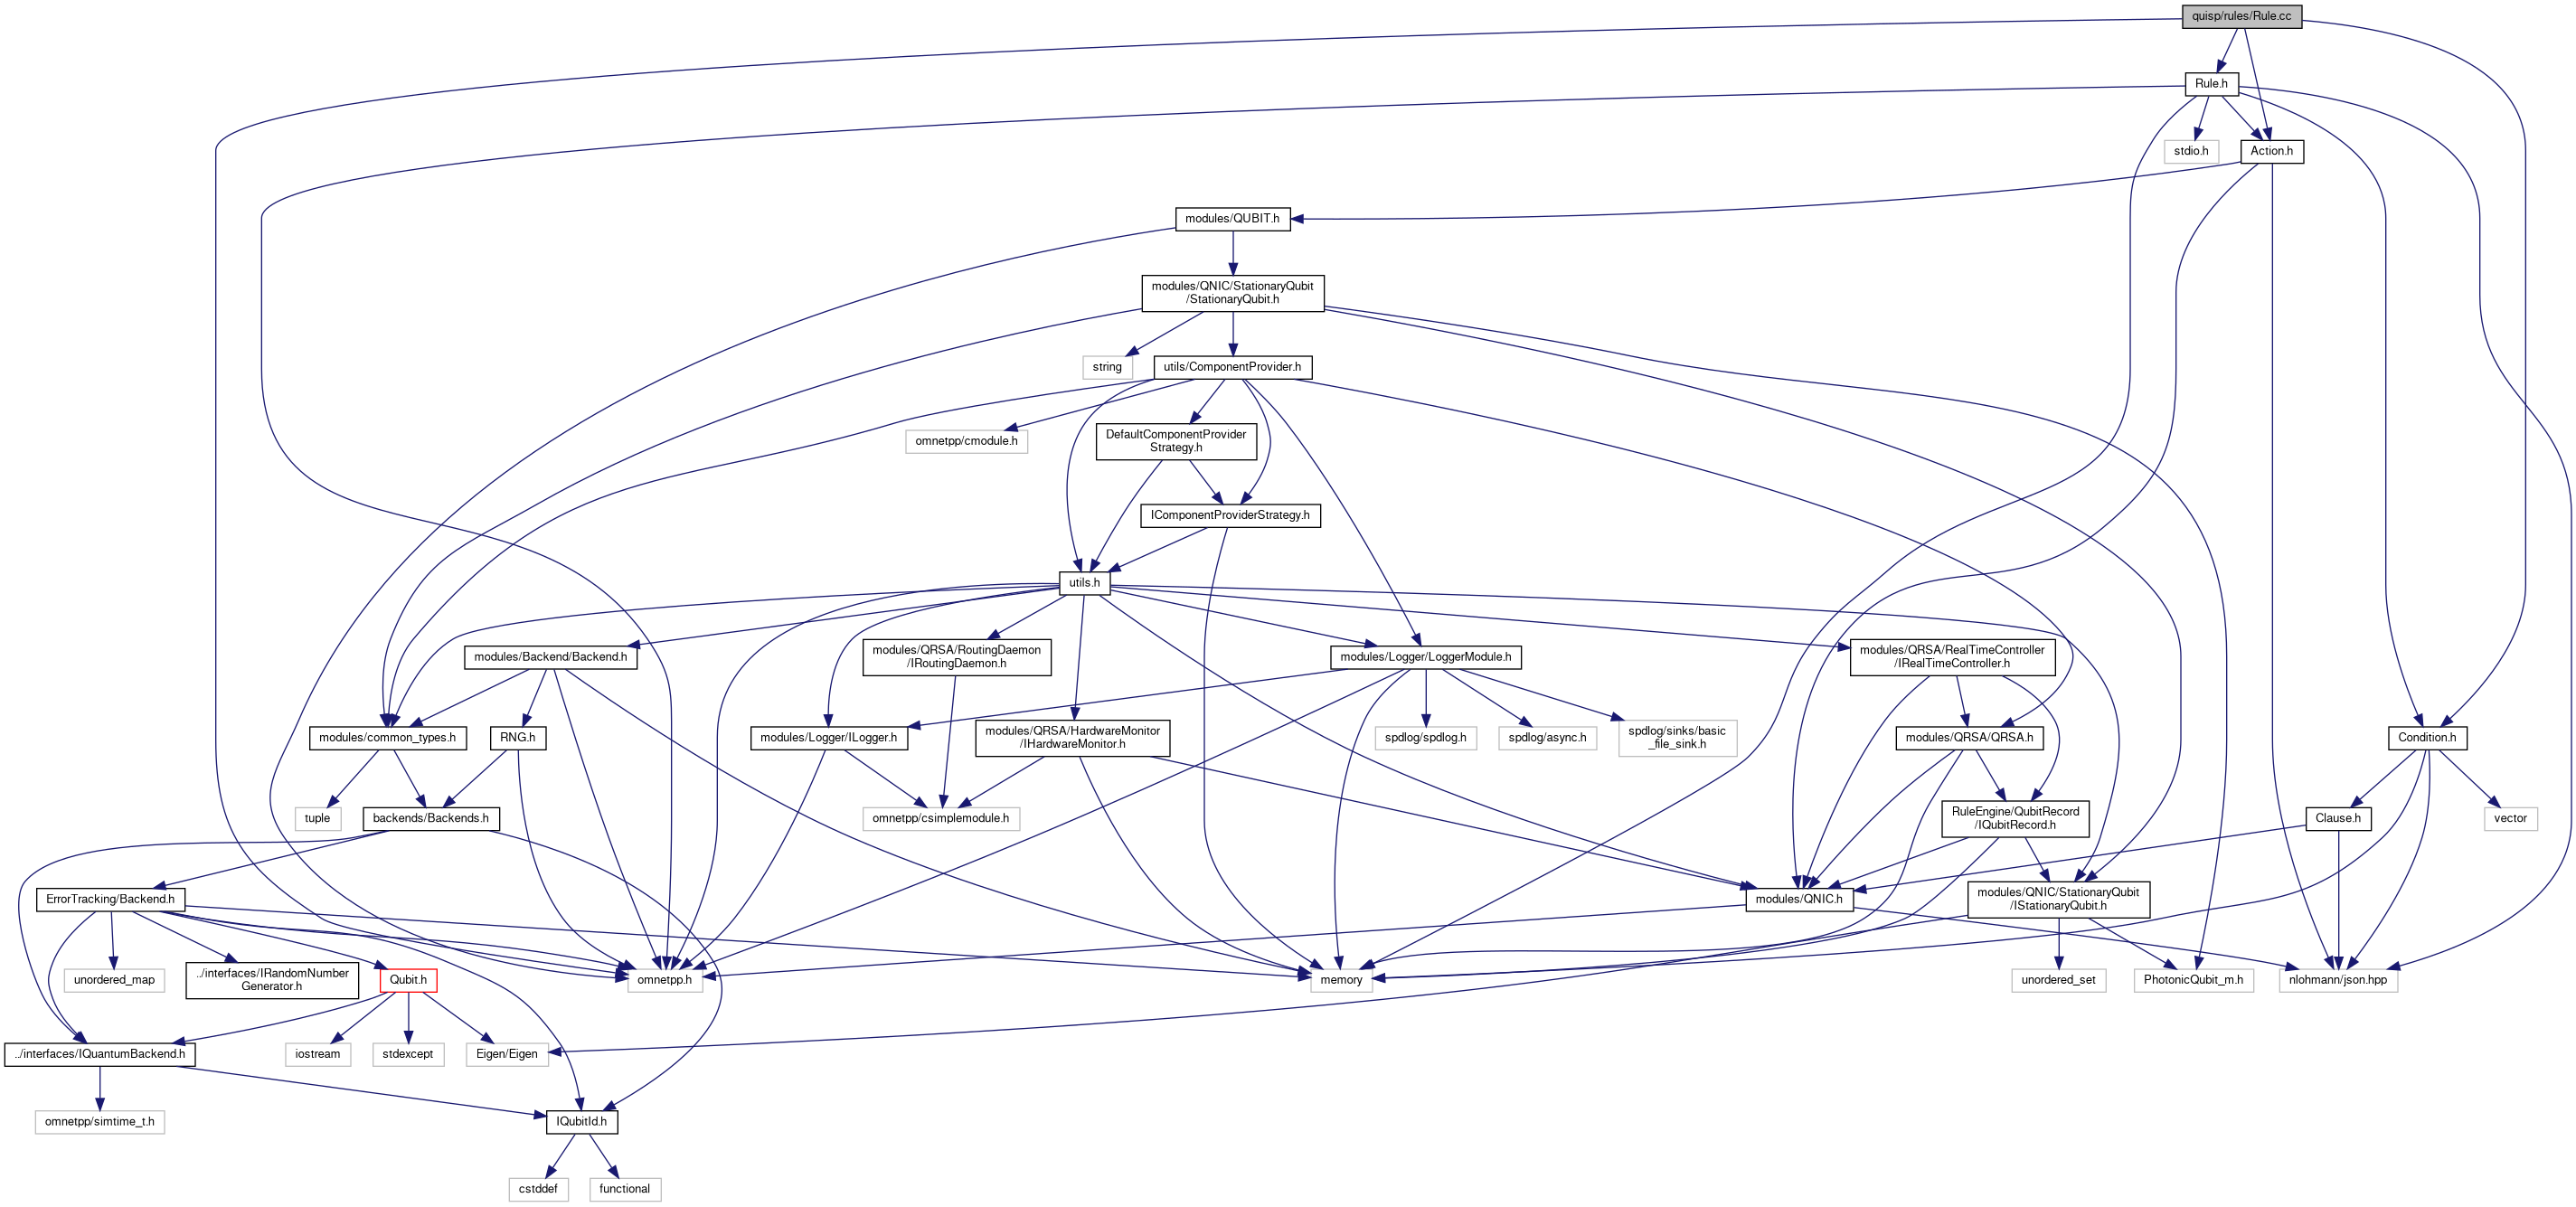 quisp/rules/Rule.cc
Rule.h
stdio.h
Action.h
modules/QUBIT.h
modules/QNIC/StationaryQubit
/StationaryQubit.h
string
utils/ComponentProvider.h
omnetpp/cmodule.h
DefaultComponentProvider
Strategy.h
IComponentProviderStrategy.h
utils.h
modules/Backend/Backend.h
modules/QRSA/RoutingDaemon
/IRoutingDaemon.h
modules/Logger/LoggerModule.h
modules/QRSA/RealTimeController
/IRealTimeController.h
modules/common_types.h
RNG.h
modules/Logger/ILogger.h
modules/QRSA/HardwareMonitor
/IHardwareMonitor.h
spdlog/spdlog.h
spdlog/async.h
spdlog/sinks/basic
_file_sink.h
modules/QRSA/QRSA.h
Condition.h
tuple
backends/Backends.h
omnetpp/csimplemodule.h
RuleEngine/QubitRecord
/IQubitRecord.h
Clause.h
vector
ErrorTracking/Backend.h
modules/QNIC.h
modules/QNIC/StationaryQubit
/IStationaryQubit.h
unordered_map
../interfaces/IRandomNumber
Generator.h
Qubit.h
omnetpp.h
memory
unordered_set
PhotonicQubit_m.h
nlohmann/json.hpp
../interfaces/IQuantumBackend.h
iostream
stdexcept
Eigen/Eigen
omnetpp/simtime_t.h
IQubitId.h
cstddef
functional